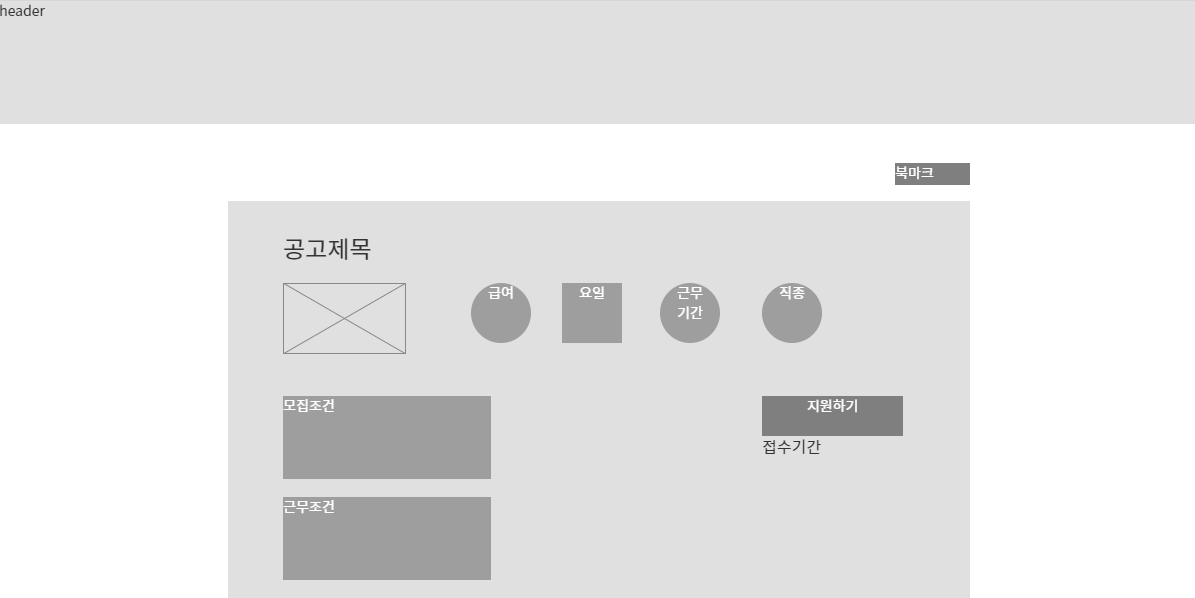 header
북마크
공고제목
급여
요일
근무
기간
직종
모집조건
지원하기
접수기간
근무조건